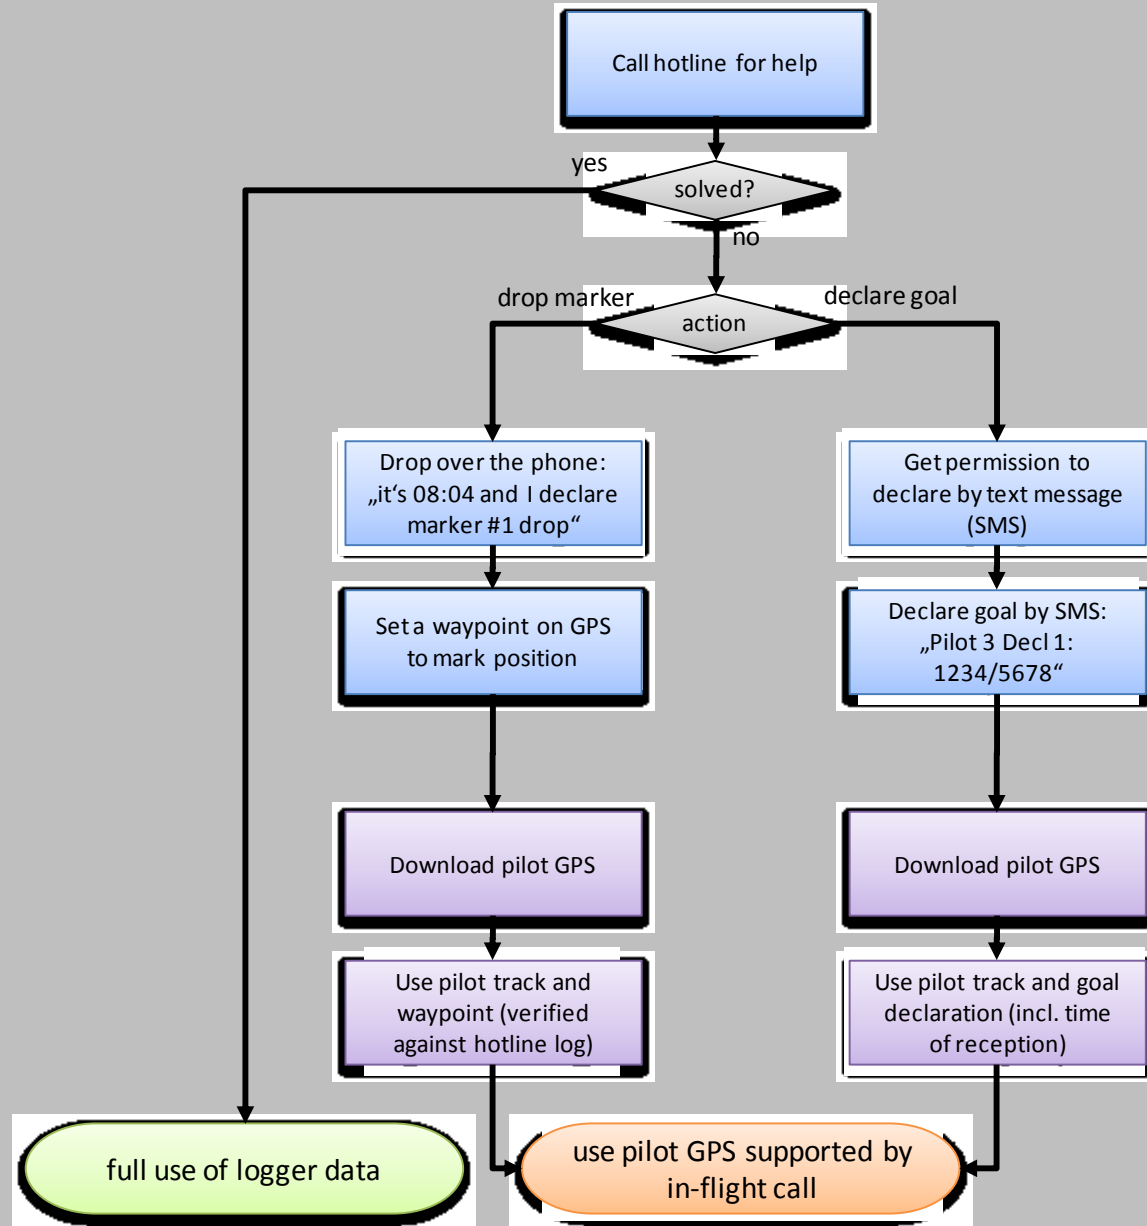 Call hotline for help
yes
solved?
no
drop marker
declare goal
action
Drop over the phone:
„it‘s 08:04 and I declare
marker #1 drop“
Get permission to
declare by text message
(SMS)
Set a waypoint on GPS
to mark position
Declare goal by SMS:
„Pilot 3 Decl 1:
1234/5678“
Download pilot GPS
Download pilot GPS
Use pilot track and
waypoint (verified
against hotline log)
Use pilot track and goal
declaration (incl. time
of reception)
full use of logger data
use pilot GPS supported by
in-flight call